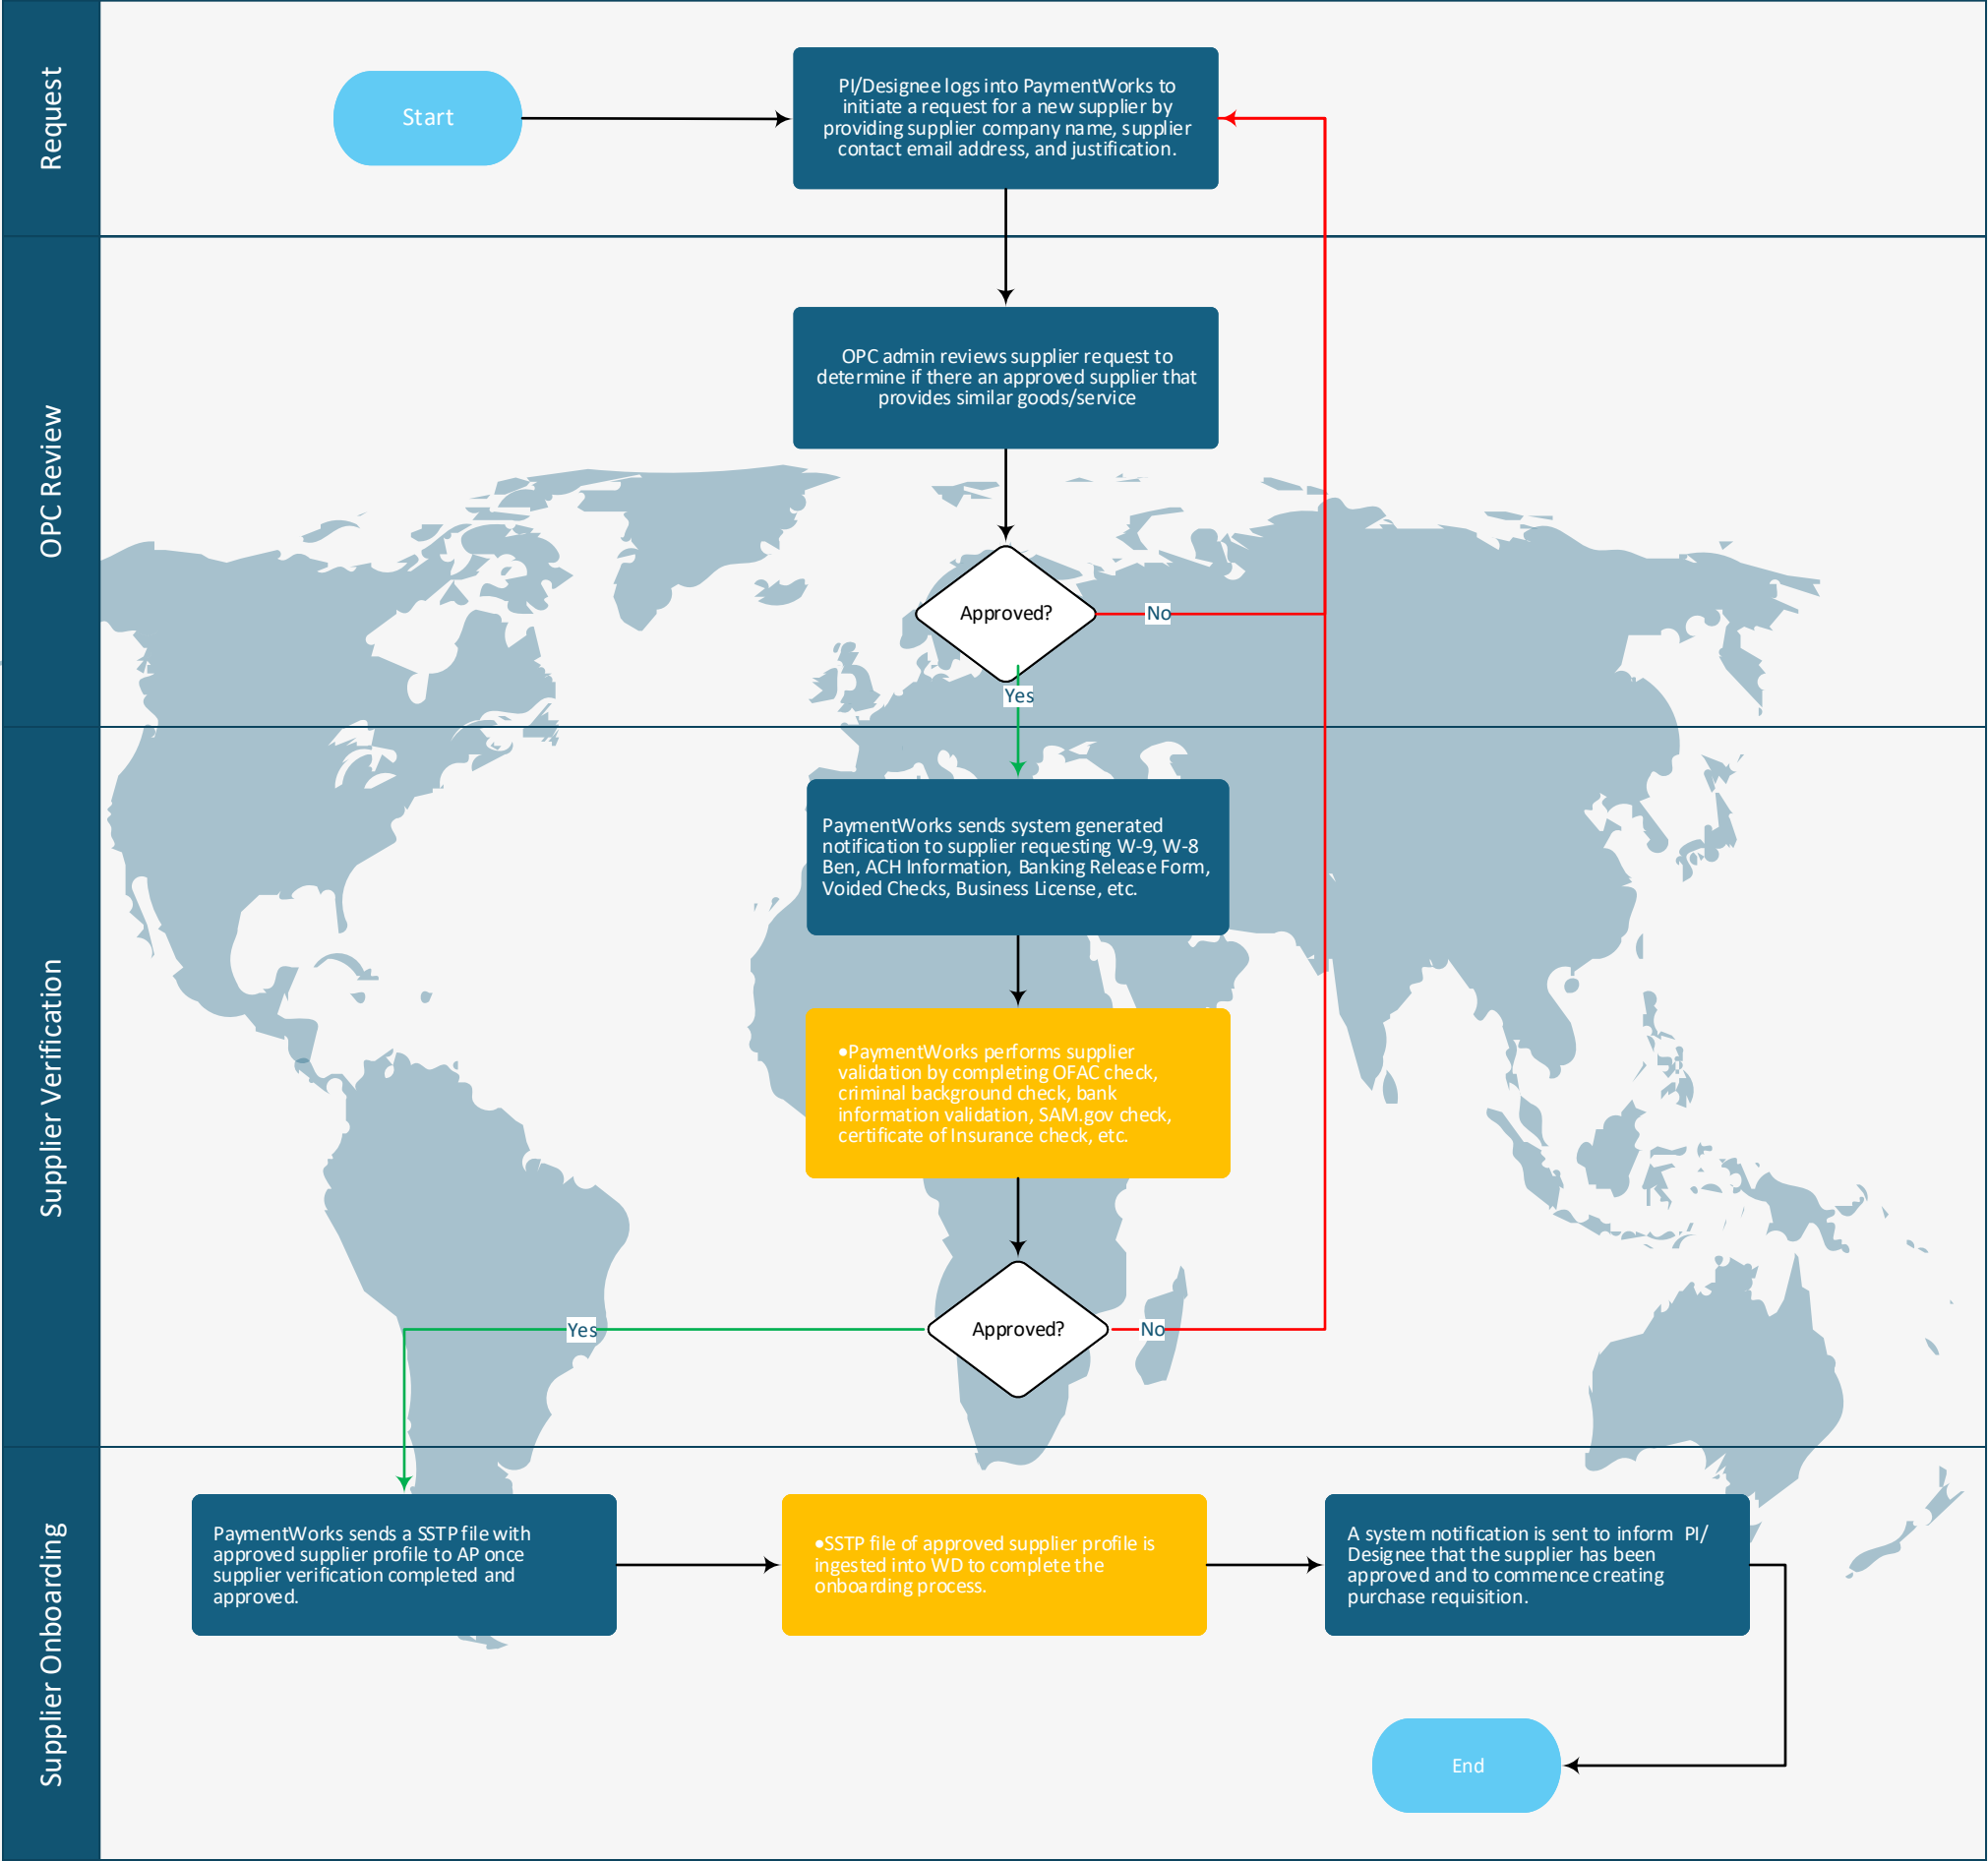 Request
Start
PI/Designee logs into PaymentWorks to
initiate a request for a new supplier by
providing supplier company name, supplier
contact email address, and justification.
OPC Review
OPC admin reviews supplier request to
determine if there an approved supplier that
provides similar goods/service
Approved?
No
Yes
Supplier Verification
PaymentWorks sends system generated
notification to supplier requesting W-9, W-8
Ben, ACH Information, Banking Release Form,
Voided Checks, Business License, etc.
•PaymentWorks performs supplier
validation by completing OFAC check,
criminal background check, bank
information validation, SAM.gov check,
certificate of Insurance check, etc.
Yes
Approved?
No
Supplier Onboarding
PaymentWorks sends a SSTP file with
approved supplier profile to AP once
supplier verification completed and
approved.
•SSTP file of approved supplier profile is
ingested into WD to complete the
onboarding process.
A system notification is sent to inform  PI/
Designee that the supplier has been
approved and to commence creating
purchase requisition.
End